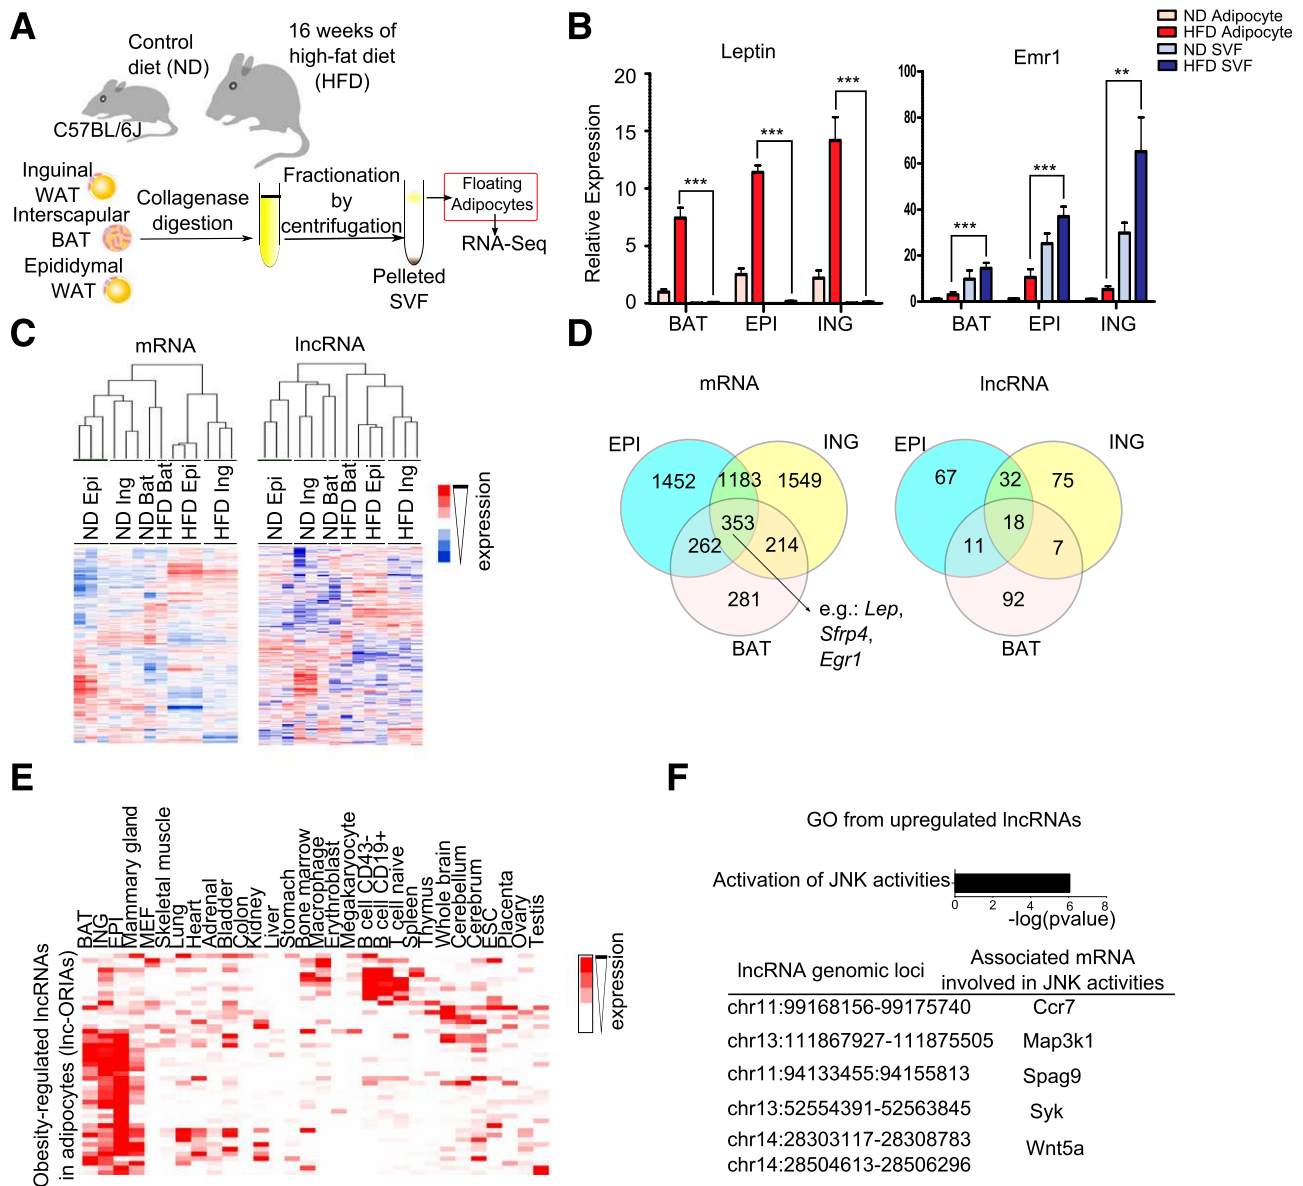 A
Control
diet (ND)
16 weeks of
high-fat diet
(HFD)
C57BL/6J
Inguinal
WAT
Interscapular
BAT
Epididymal
WAT
Collagenase
digestion
Fractionation
by
centrifugation
Floating
Adipocytes
RNA-Seq
Pelleted
SVF
B
ND Adipocyte
HFD Adipocyte
ND SVF
HFD SVF
Leptin
Relative Expression
20
15
10
5
0
***
***
***
BAT
EPI
ING
Emr1
100
80
60
40
20
0
***
***
**
BAT
EPI
ING
C
mRNA
lncRNA
ND Epi
ND Ing
ND Bat
HFD Bat
HFD Epi
HFD Ing
ND Epi
ND Ing
ND Bat
HFD Bat
HFD Epi
HFD Ing
expression
D
mRNA
EPI
ING
1452
1183
1549
353
262
214
281
BAT
e.g.: Lep,
Sfrp4,
Egr1
lncRNA
EPI
ING
67
32
75
18
11
7
92
BAT
E
BAT
ING
EPI
Mammary gland
MEF
Skeletal muscle
Lung
Heart
Adrenal
Bladder
Colon
Kidney
Liver
Stomach
Bone marrow
Macrophage
Erythroblast
Megakaryocyte
B cell CD43-
B cell CD19+
T cell naive
Spleen
Thymus
Whole brain
Cerebellum
Cerebrum
ESC
Placenta
Ovary
Testis
Obesity-regulated lncRNAs
in adipocytes (lnc-ORIAs)
expression
F
GO from upregulated lncRNAs
Activation of JNK activities
0 2 4 6 8
-log(pvalue)
lncRNA genomic loci
Associated mRNA
involved in JNK activities
chr11:99168156-99175740 Ccr7
chr13:111867927-111875505 Map3k1
chr11:94133455:94155813 Spag9
chr13:52554391-52563845 Syk
chr14:28303117-28308783 Wnt5a
chr14:28504613-28506296